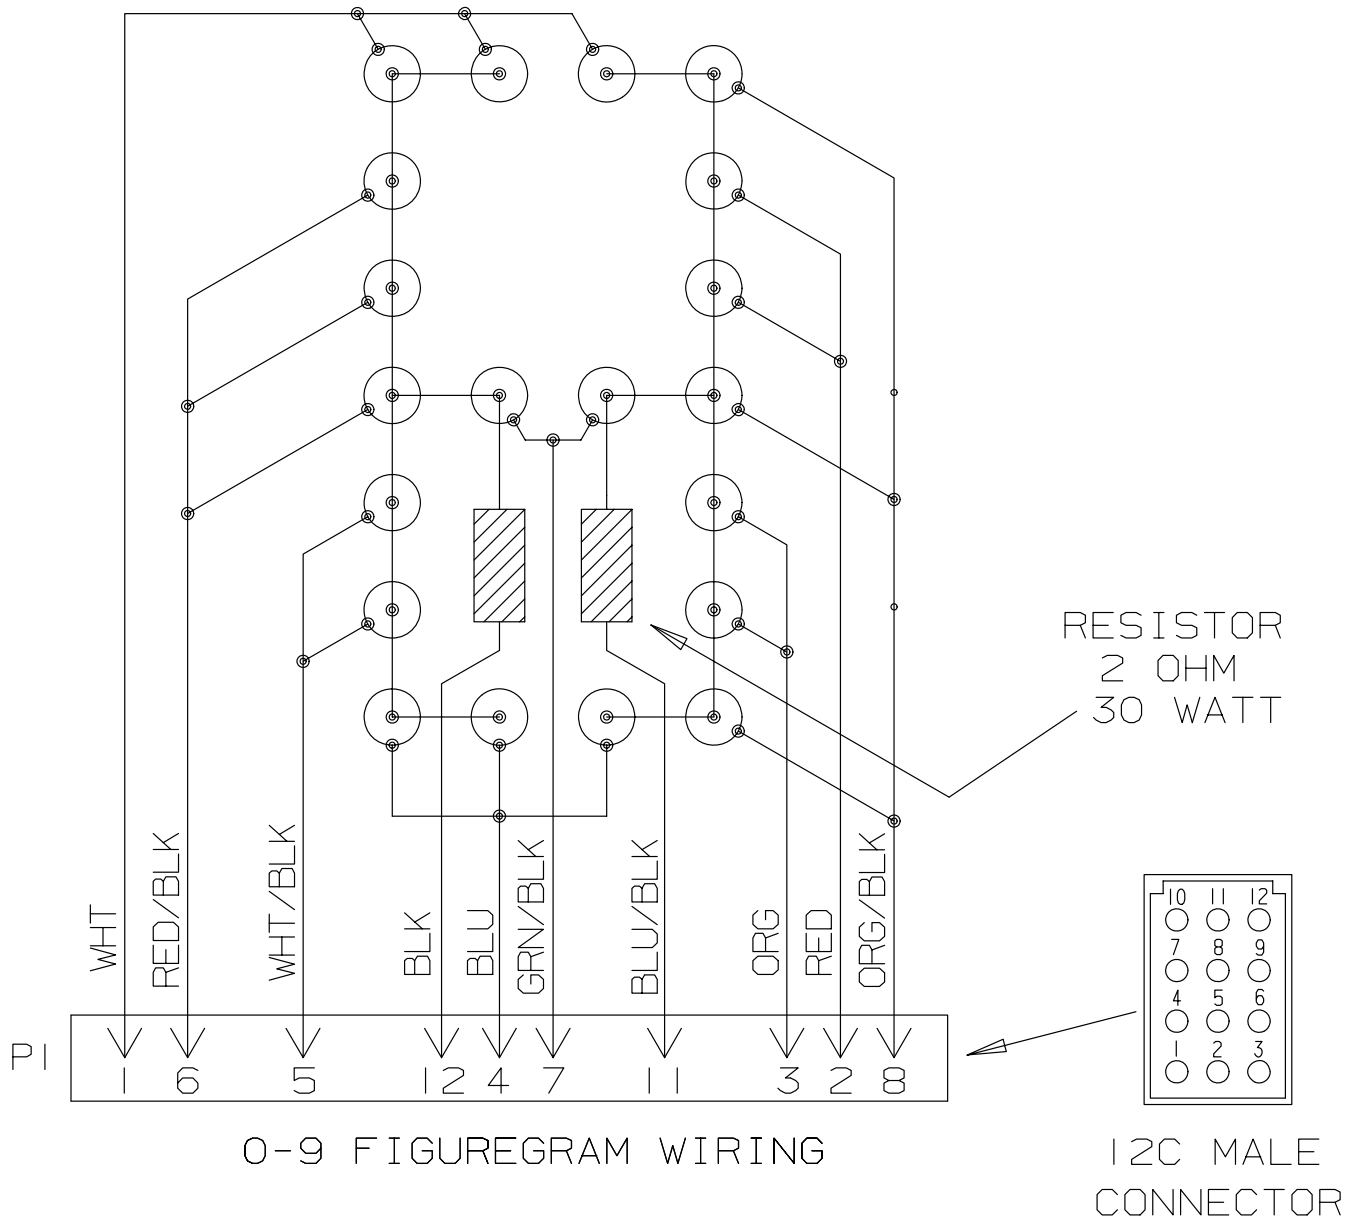 RESISTOR
2 OHM
30 WATT
WHT
RED/BLK
WHT/BLK
BLK
BLU
GRN/BLK
BLU/BLK
ORG
RED
ORG/BLK
10 11 12
7 8 9
4 5 6
1 2 3
P1
1 6 5 12 4 7 11 3 2 8
0-9 FIGUREGRAM WIRING
12C MALE
CONNECTOR